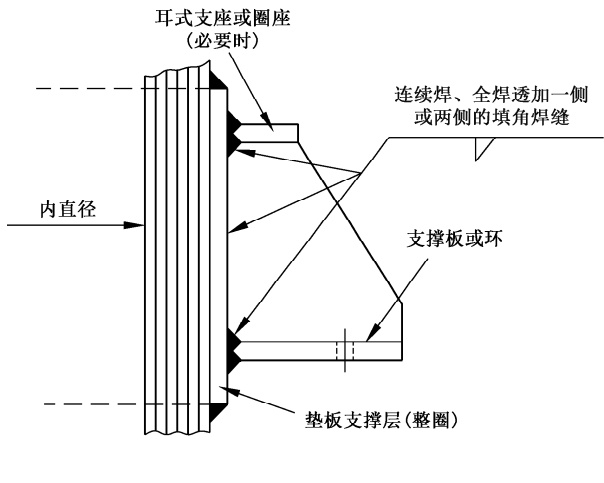 耳式支座或圈座
(必要时)
连续焊、全焊透加一侧
或两侧的填角焊缝
内直径
支撑板或环
垫板支撑层(整圈)